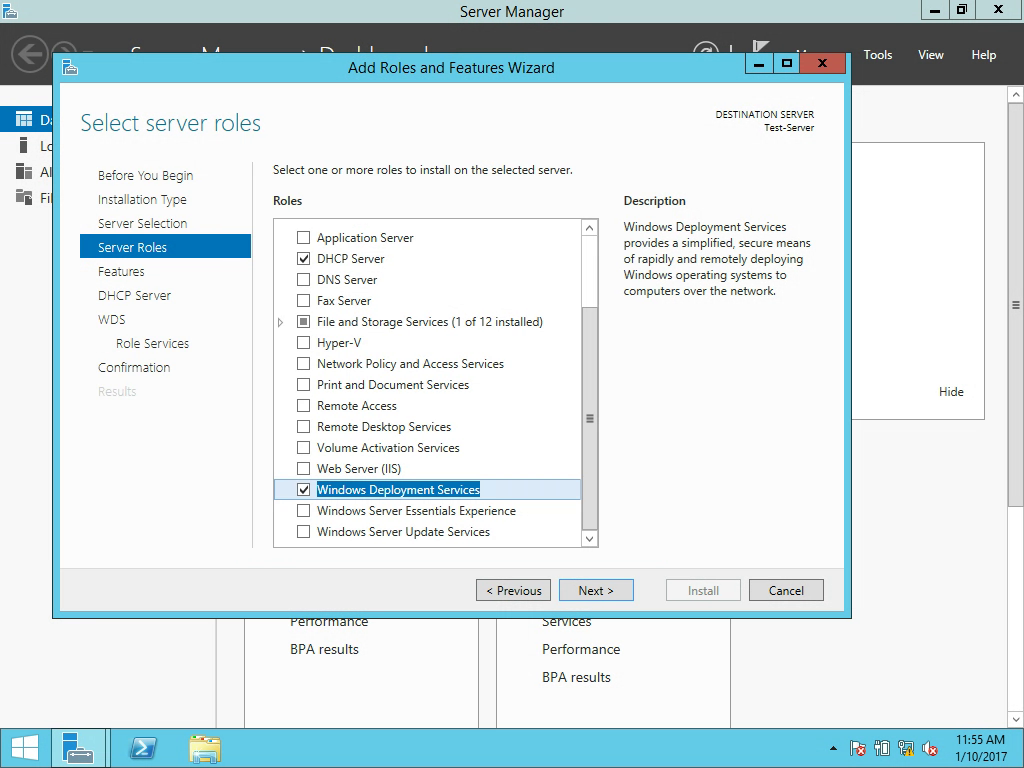 Server Manager
Tools
View
Help
Add Roles and Features Wizard
Select server roles
DESTINATION SERVER
Test-Server
Before You Begin
Installation Type
Server Selection
Server Roles
Features
DHCP Server
WDS
Role Services
Confirmation
Results
Select one or more roles to install on the selected server.
Roles
Application Server
DHCP Server
DNS Server
Fax Server
File and Storage Services (1 of 12 installed)
Hyper-V
Network Policy and Access Services
Print and Document Services
Remote Access
Remote Desktop Services
Volume Activation Services
Web Server (IIS)
Windows Deployment Services
Windows Server Essentials Experience
Windows Server Update Services
Description
Windows Deployment Services
provides a simplified, secure means
of rapidly and remotely deploying
Windows operating systems to
computers over the network.
Hide
< Previous
Next >
Install
Cancel
Performance
BPA results
Services
Performance
BPA results
11:55 AM
1/10/2017